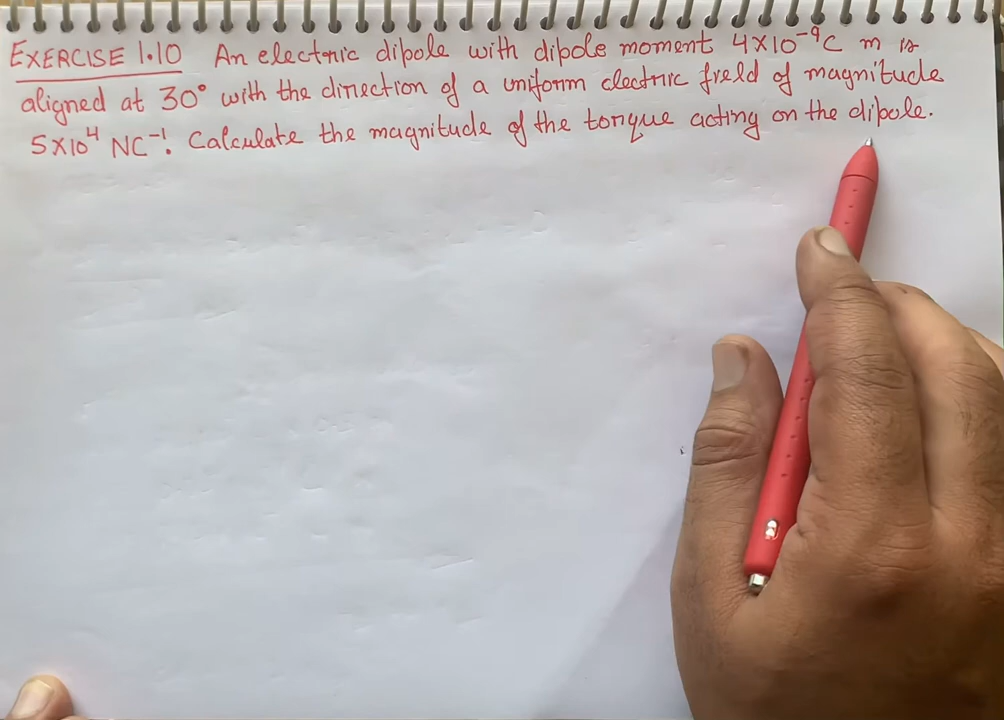 EXERCISE 1.10 An electric dipole with dipole moment 4×10⁻⁹C m is
aligned at 30° with the direction of a uniform electric field of magnitude
5×10⁴ NC⁻¹. Calculate the magnitude of the torque acting on the dipole.